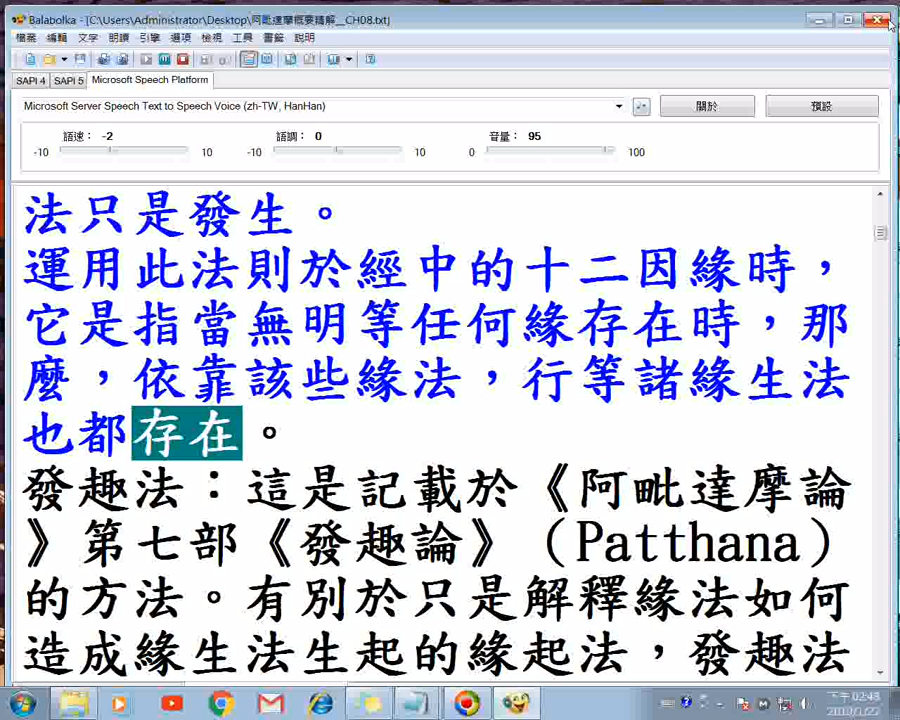 Balabolka - [C:\Users\Administrator\Desktop\阿毗達摩概要精解__CH08.txt]
檔案 編輯 文字 朗讀 引擎 選項 檢視 工具 書籤 說明
SAPI 4 SAPI 5 Microsoft Speech Platform
Microsoft Server Speech Text to Speech Voice (zh-TW, HanHan) 關於 預設
語速： -2 語調： 0 音量： 95
-10 10 -10 10 0 100
法只是發生。
運用此法則於經中的十二因緣時，
它是指當無明等任何緣存在時，那
麼，依靠該些緣法，行等諸緣生法
也都存在。
發趣法：這是記載於《阿毗達摩論
》第七部《發趣論》（Patthana）
的方法。有別於只是解釋緣法如何
造成緣生法生起的緣起法，發趣法
下午 02:43